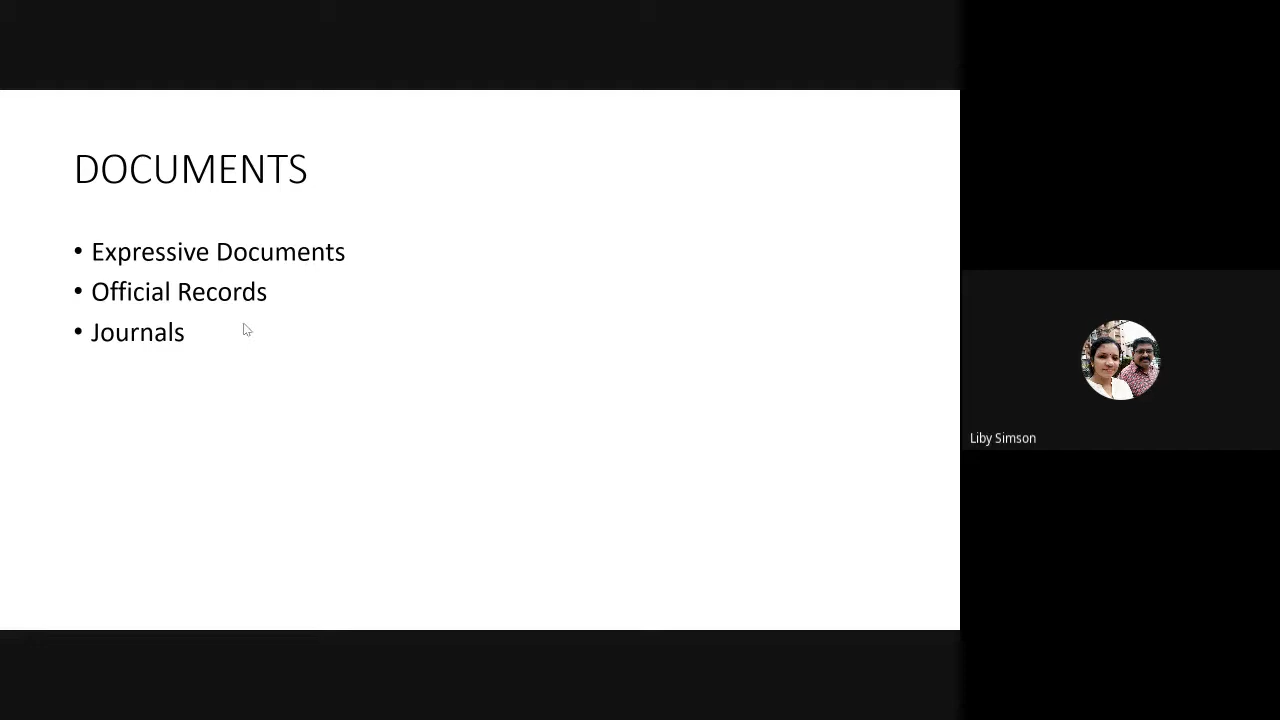 DOCUMENTS
• Expressive Documents
• Official Records
• Journals
Liby Simson